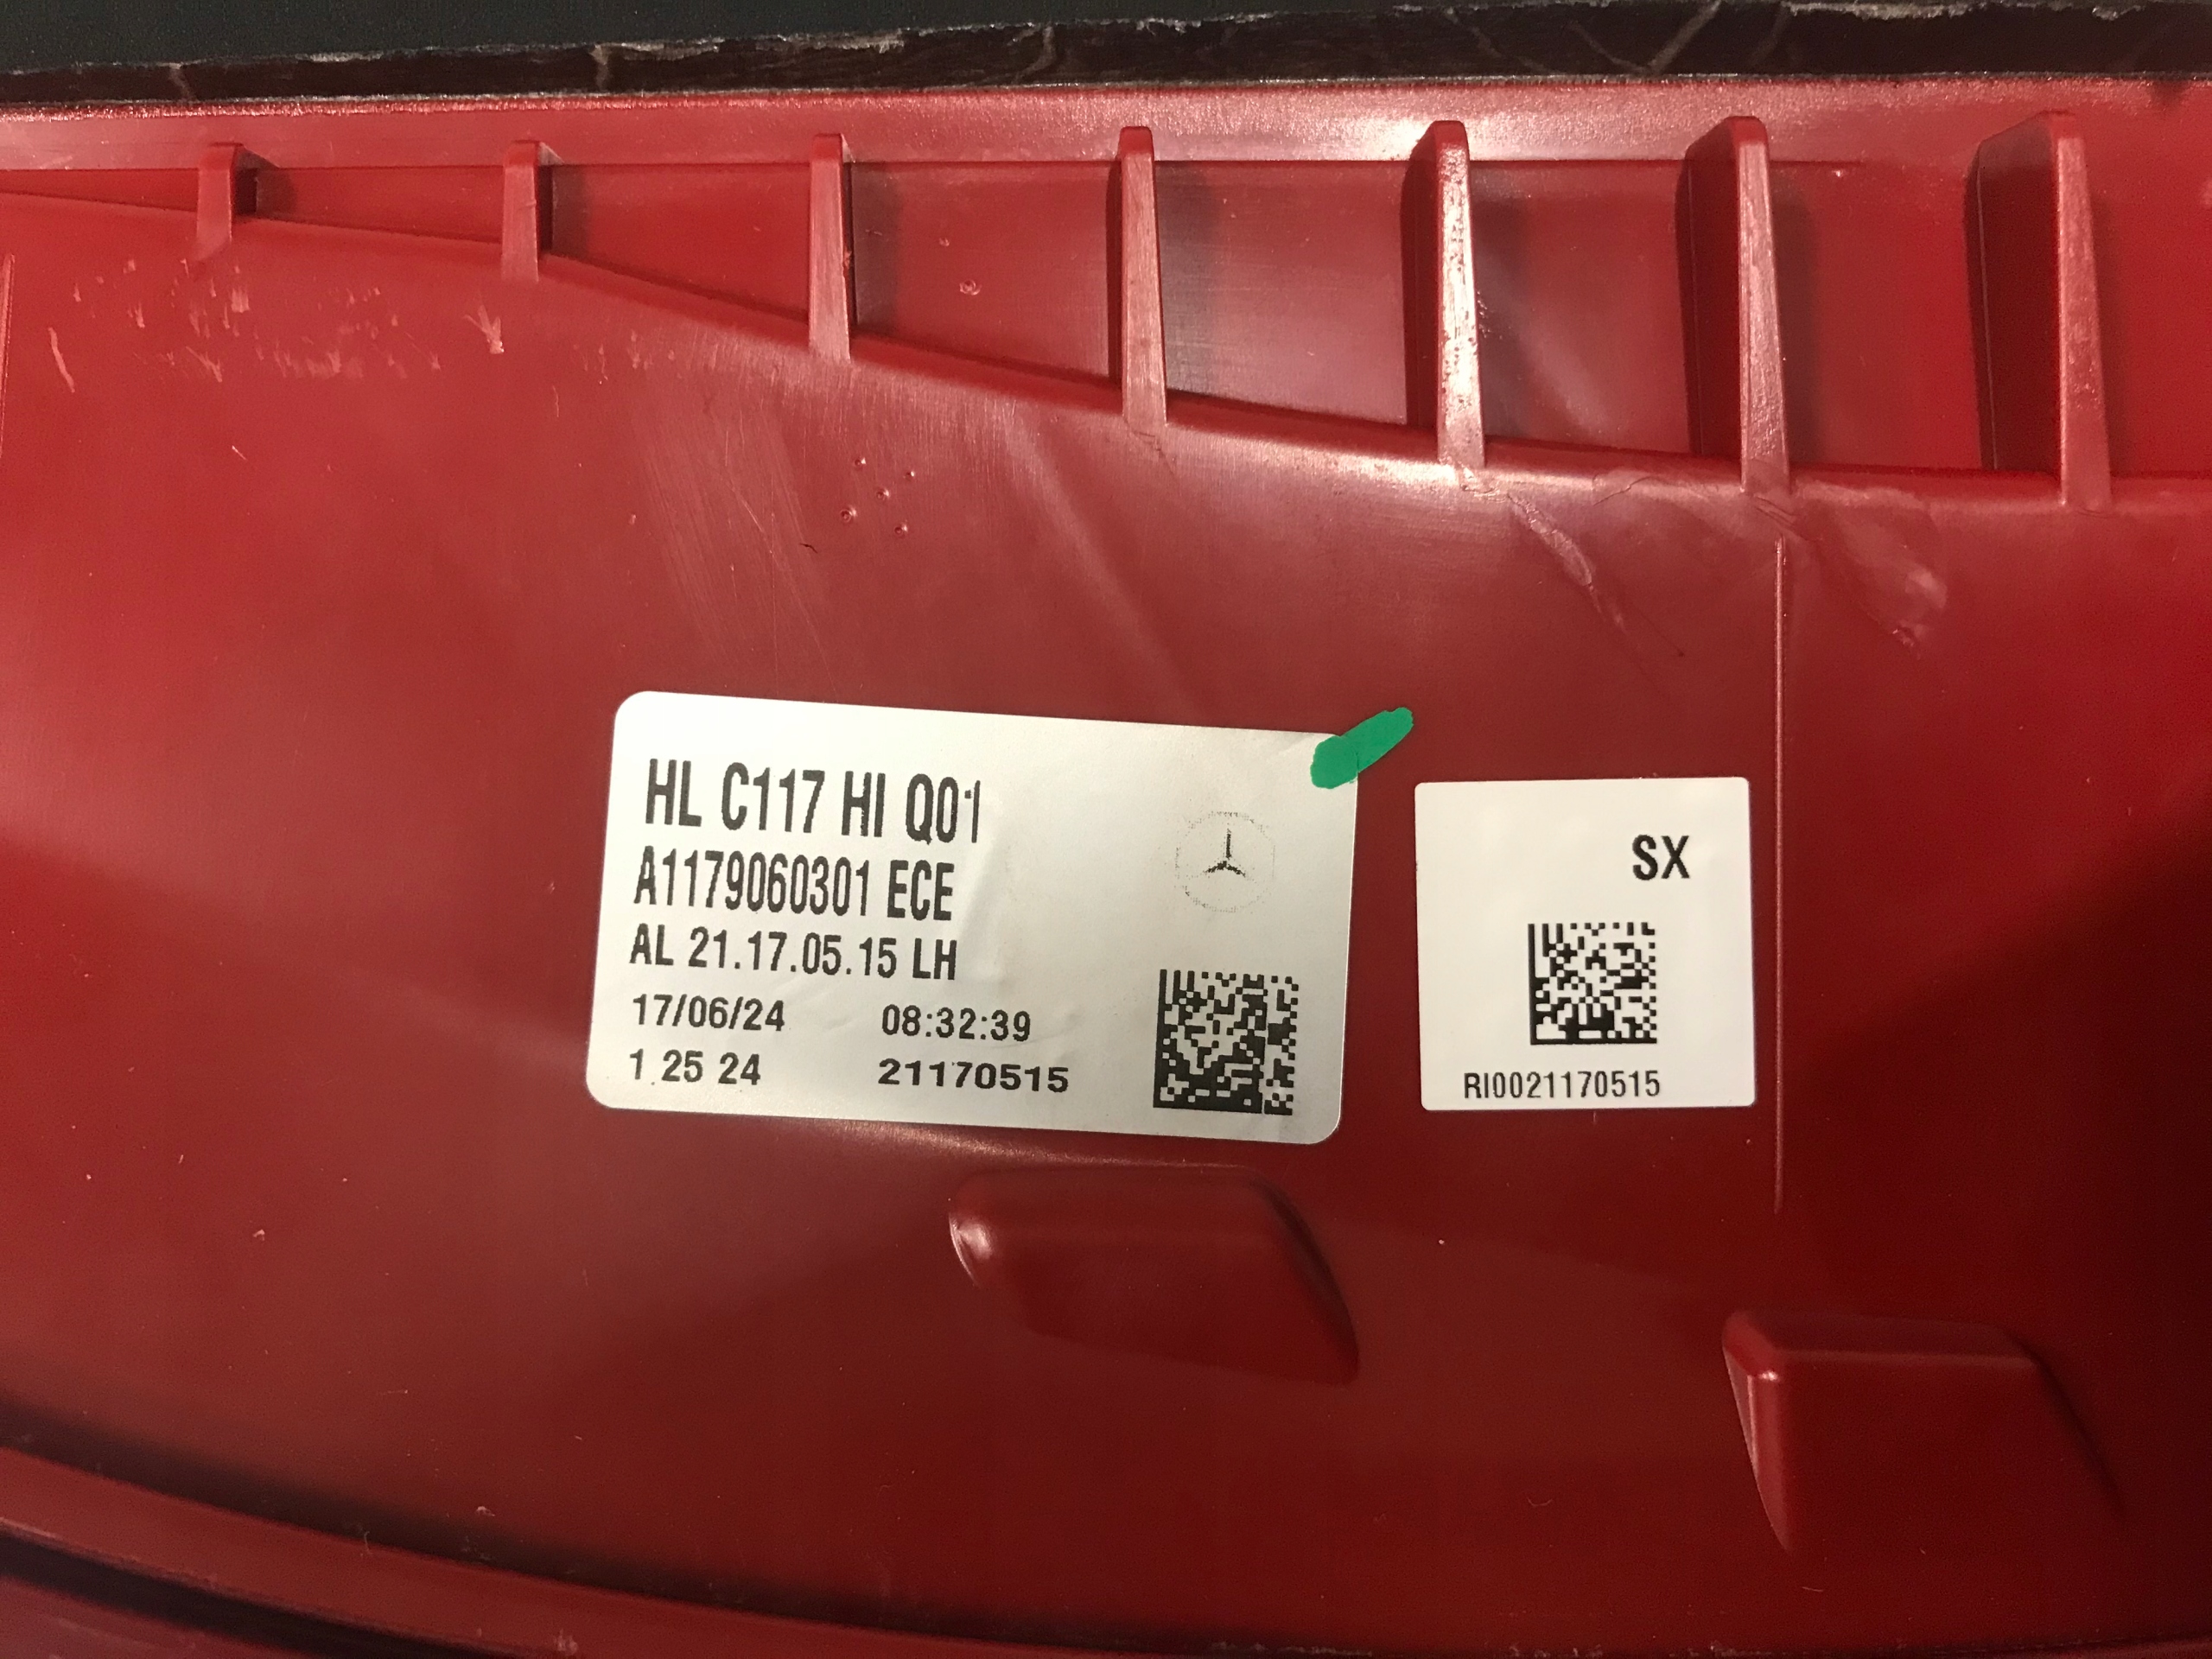 HL C117 HI Q01
A1179060301 ECE
AL 21.17.05.15 LH
17/06/24 08:32:39
1 25 24 21170515
SX
RI0021170515